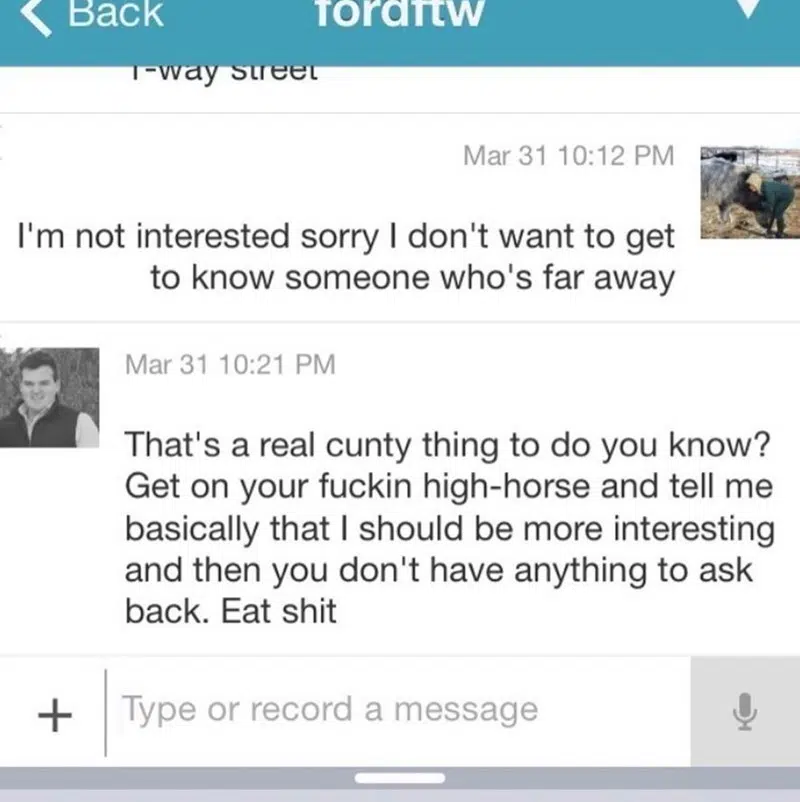 Back
fordftw
1-way street
Mar 31 10:12 PM
I'm not interested sorry I don't want to get
to know someone who's far away
Mar 31 10:21 PM
That's a real cunty thing to do you know?
Get on your fuckin high-horse and tell me
basically that I should be more interesting
and then you don't have anything to ask
back. Eat shit
Type or record a message